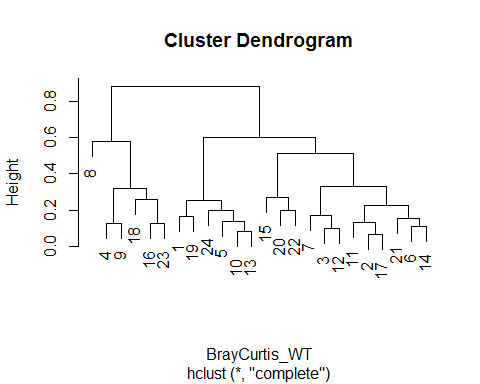 Cluster Dendrogram
Height
0.0 0.2 0.4 0.6 0.8
8
4 9 18 16 23 1 19 24 5 10 13 15 20 22 7 3 12 11 2 17 21 6 14
BrayCurtis_WT
hclust (*, "complete")